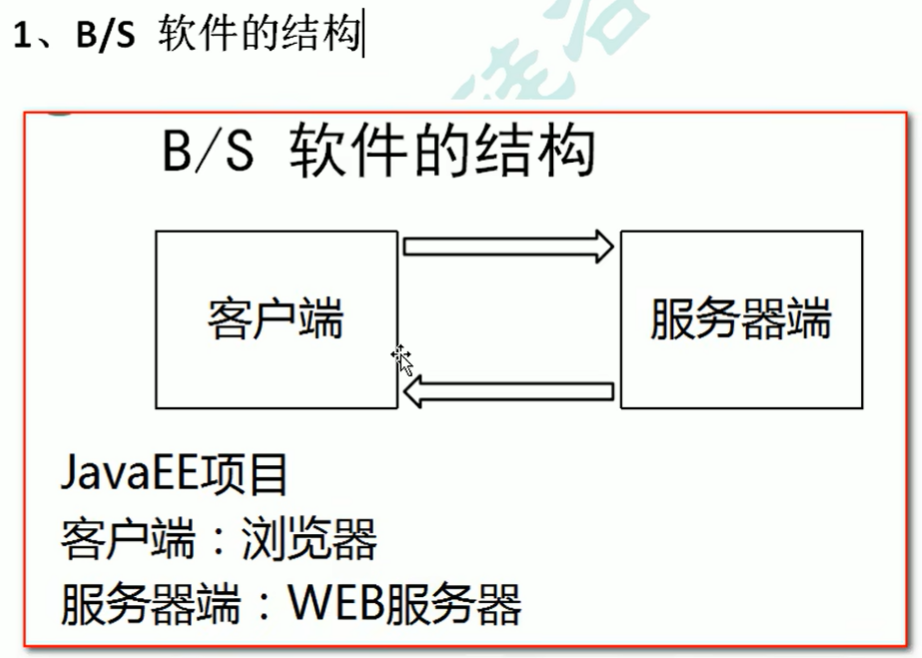 1、B/S 软件的结构
B/S 软件的结构
客户端
服务器端
JavaEE项目
客户端：浏览器
服务器端：WEB服务器